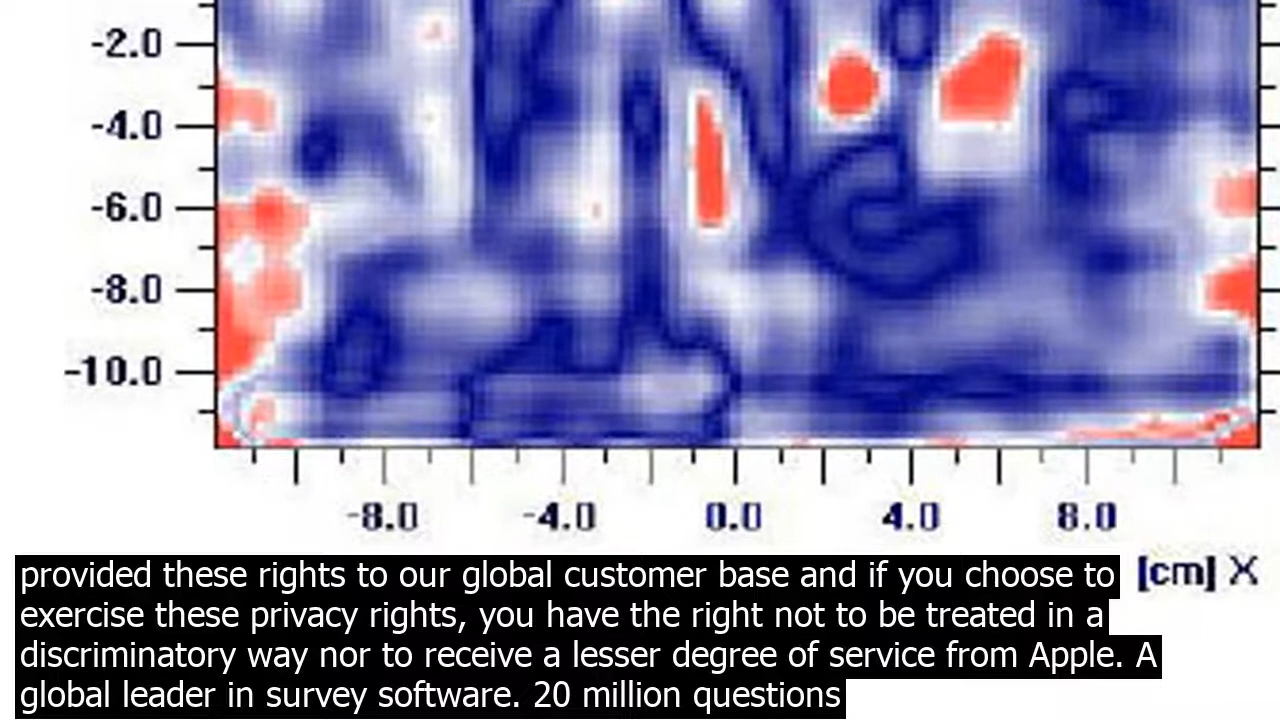 -2.0
-4.0
-6.0
-8.0
-10.0
-8.0 -4.0 0.0 4.0 8.0
[cm] X
provided these rights to our global customer base and if you choose to
exercise these privacy rights, you have the right not to be treated in a
discriminatory way nor to receive a lesser degree of service from Apple. A
global leader in survey software. 20 million questions